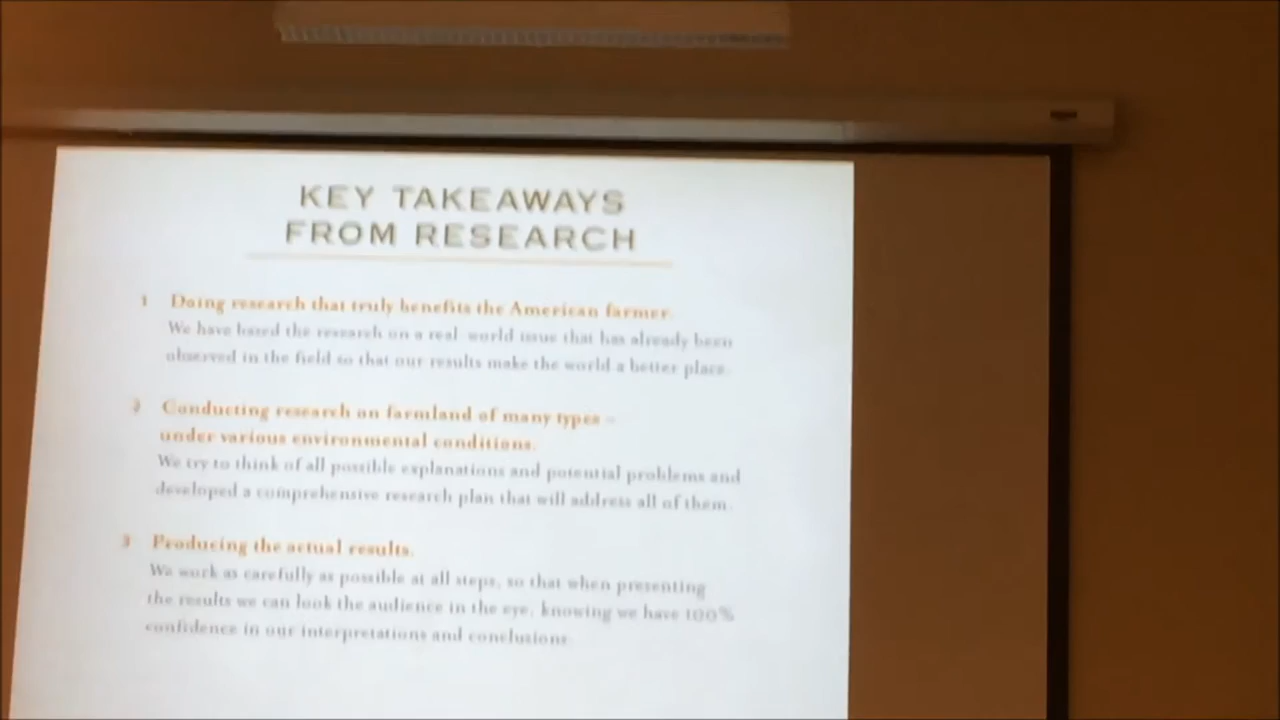 KEY TAKEAWAYS
FROM RESEARCH
1 Doing research that truly benefits the American farmer.
We have based the research on a real-world issue that has already been
observed in the field so that our results make the world a better place.
2 Conducting research on farmland of many types –
under various environmental conditions.
We try to think of all possible explanations and potential problems and
developed a comprehensive research plan that will address all of them.
3 Producing the actual results.
We work as carefully as possible at all steps, so that when presenting
the results we can look the audience in the eye, knowing we have 100%
confidence in our interpretations and conclusions.